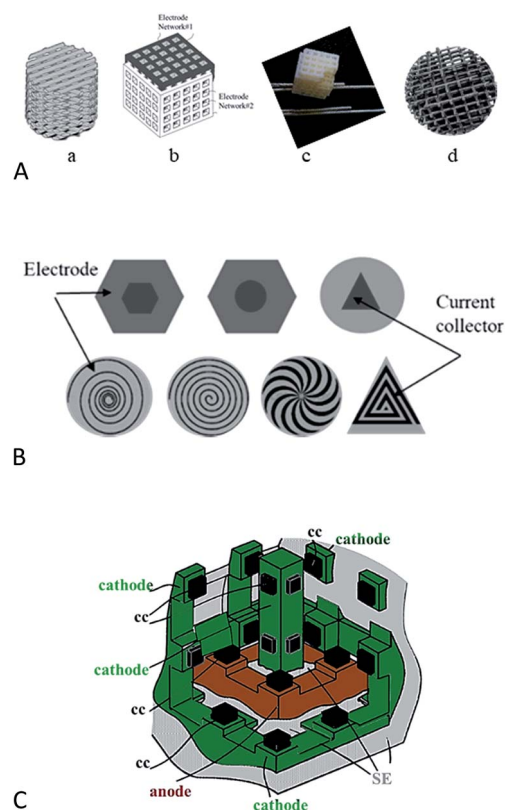 Electrode
Network#1
Electrode
Network#2
a
b
c
d
A
Electrode
Current
collector
B
cc
cathode
cathode
cc
cathode
cc
cc
anode
SE
cathode
C